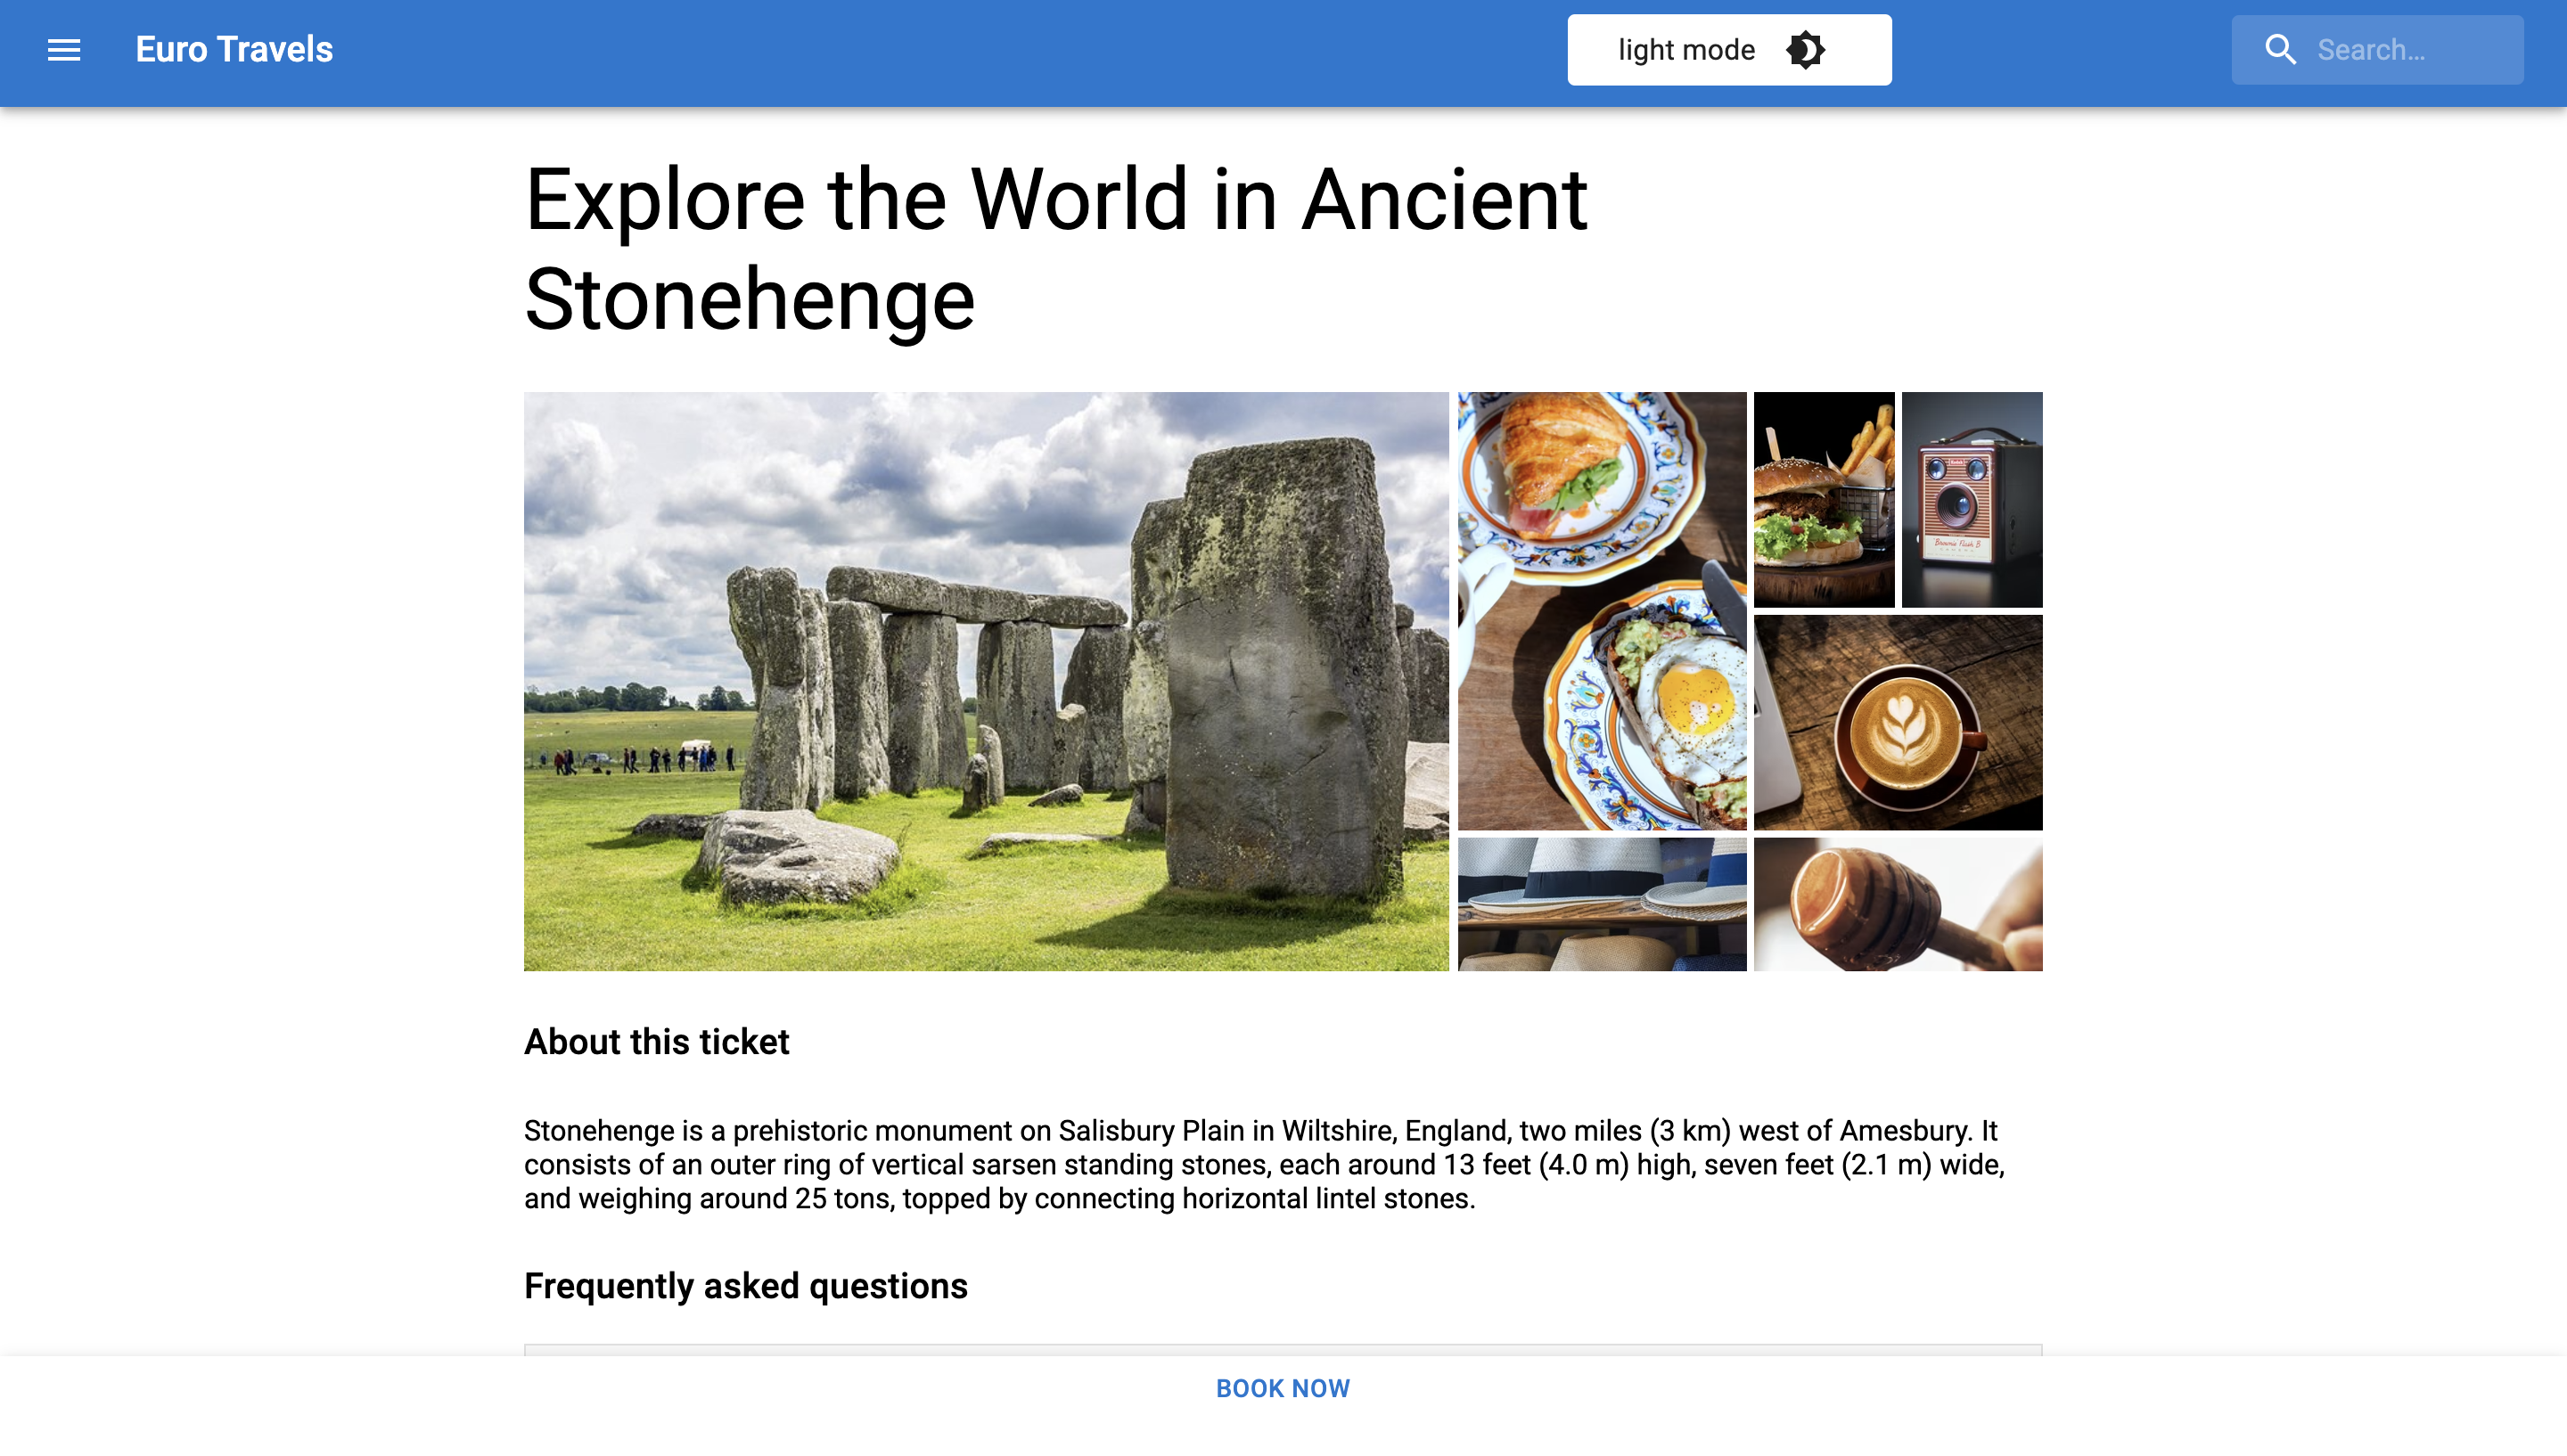 Euro Travels
light mode
Search...
Explore the World in Ancient
Stonehenge
Brownie Flash B
About this ticket
Stonehenge is a prehistoric monument on Salisbury Plain in Wiltshire, England, two miles (3 km) west of Amesbury. It
consists of an outer ring of vertical sarsen standing stones, each around 13 feet (4.0 m) high, seven feet (2.1 m) wide,
and weighing around 25 tons, topped by connecting horizontal lintel stones.
Frequently asked questions
BOOK NOW